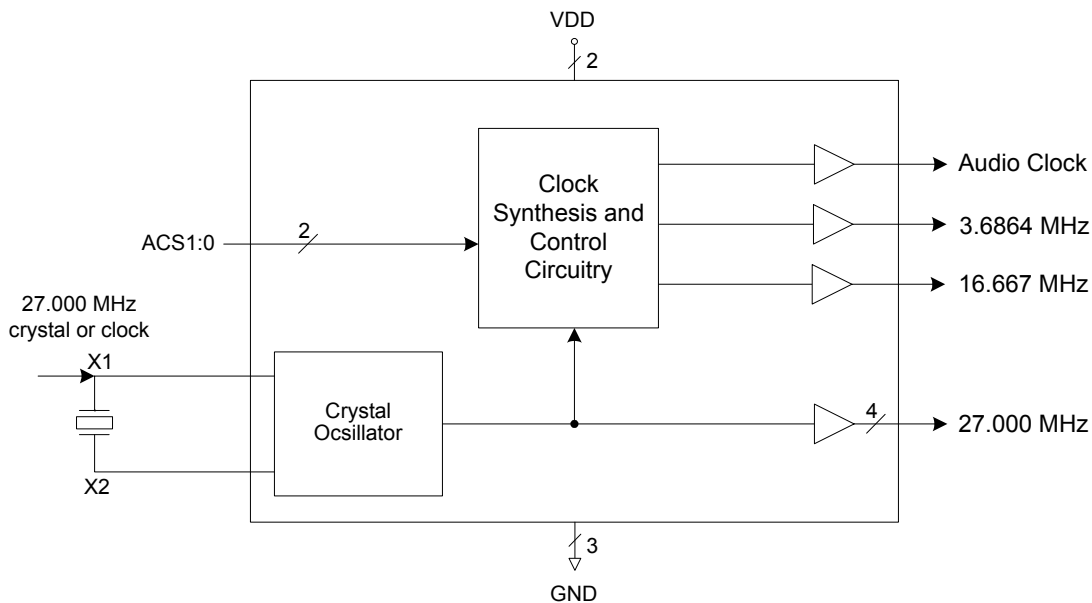 VDD
2
Clock
Synthesis and
Control
Circuitry
Audio Clock
3.6864 MHz
16.667 MHz
ACS1:0
2
27.000 MHz
crystal or clock
X1
X2
Crystal
Ocsillator
4
27.000 MHz
3
GND